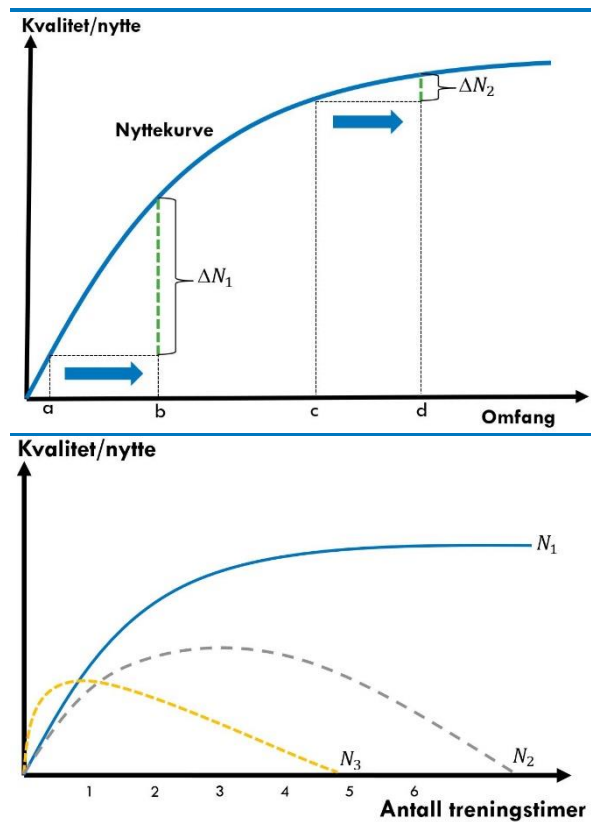 Kvalitet/nytte
ΔN₂
Nyttekurve
ΔN₁
a b c d
Omfang
Kvalitet/nytte
N₁
N₃ N₂
1 2 3 4 5 6
Antall treningstimer